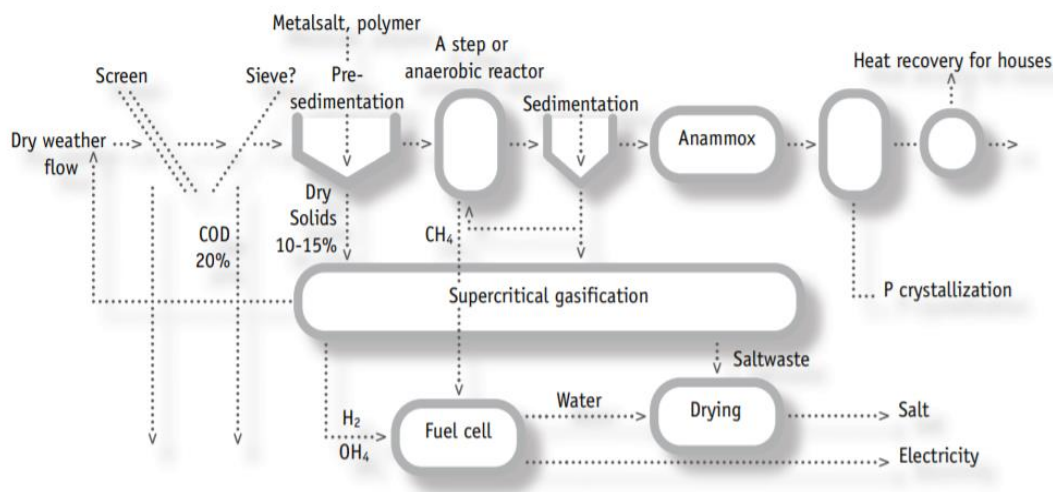 Metalsalt, polymer
A step or
anaerobic reactor
Heat recovery for houses
Screen
Sieve?
Pre-
sedimentation
Sedimentation
Dry weather
flow
Anammox
Dry
Solids
10-15%
COD
20%
CH₄
Supercritical gasification
P crystallization
Saltwaste
H₂
OH₄
Fuel cell
Water
Drying
Salt
Electricity